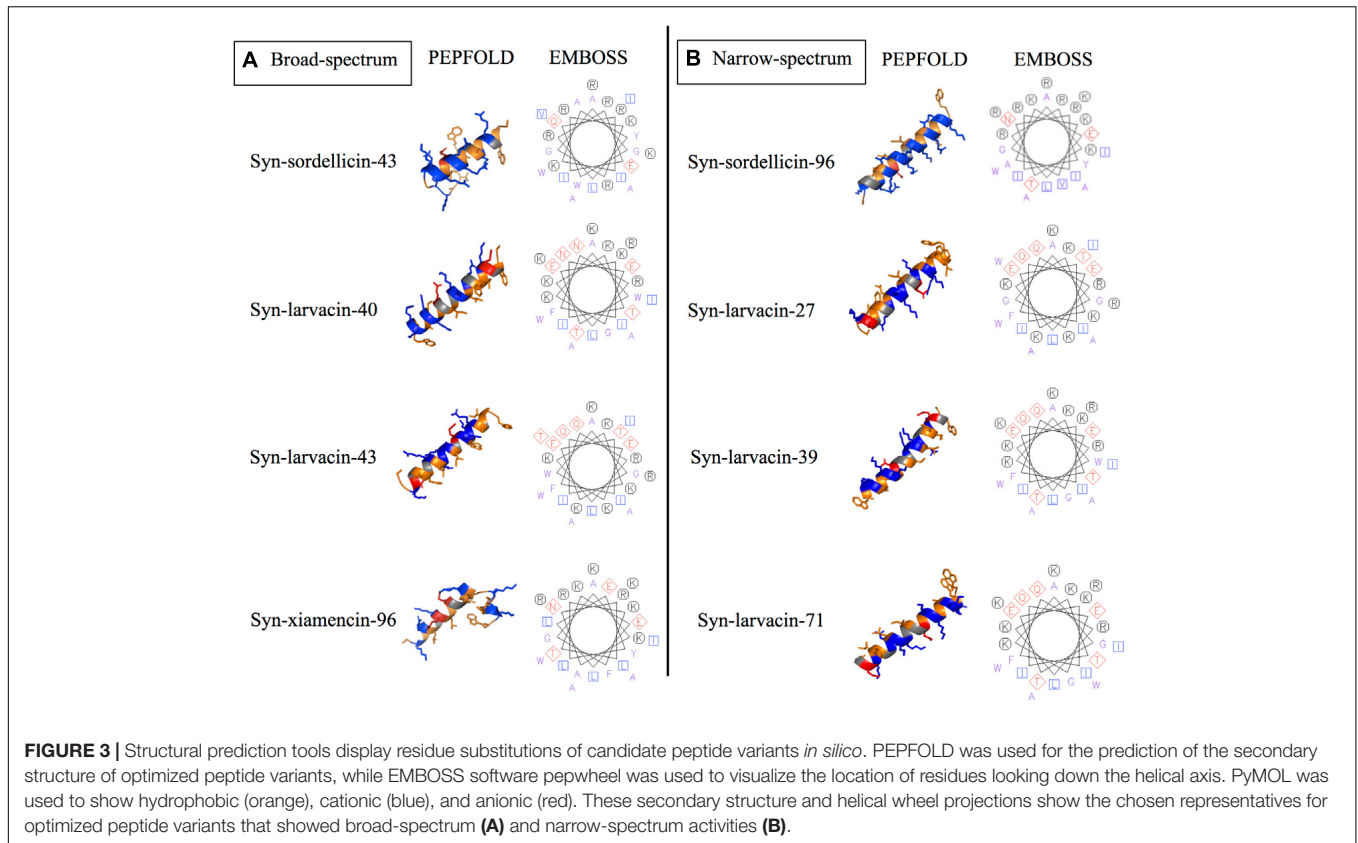 A Broad-spectrum PEPFOLD EMBOSS
Syn-sordellicin-43
Syn-larvacin-40
Syn-larvacin-43
Syn-xiamencin-96
B Narrow-spectrum PEPFOLD EMBOSS
Syn-sordellicin-96
Syn-larvacin-27
Syn-larvacin-39
Syn-larvacin-71
FIGURE 3 | Structural prediction tools display residue substitutions of candidate peptide variants in silico. PEPFOLD was used for the prediction of the secondary
structure of optimized peptide variants, while EMBOSS software pepwheel was used to visualize the location of residues looking down the helical axis. PyMOL was
used to show hydrophobic (orange), cationic (blue), and anionic (red). These secondary structure and helical wheel projections show the chosen representatives for
optimized peptide variants that showed broad-spectrum (A) and narrow-spectrum activities (B).